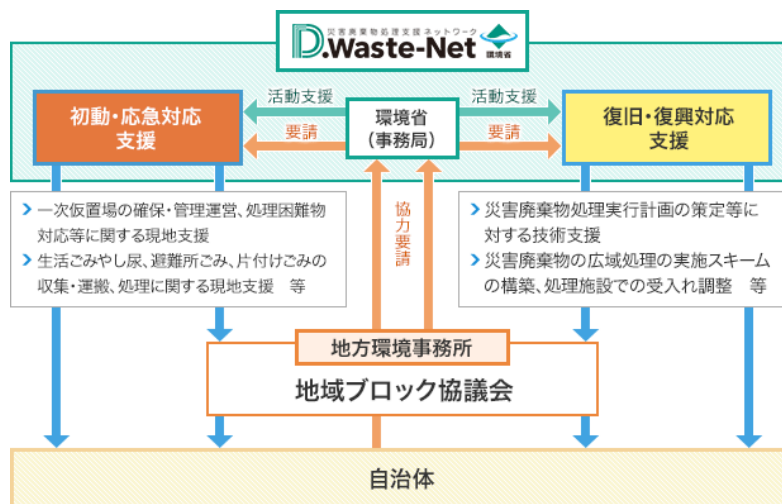 災害廃棄物処理支援ネットワーク
D.Waste-Net
環境省
初動・応急対応
支援
活動支援
要請
環境省
(事務局)
活動支援
要請
復旧・復興対応
支援
一次仮置場の確保・管理運営、処理困難物
対応等に関する現地支援
生活ごみやし尿、避難所ごみ、片付けごみの
収集・運搬、処理に関する現地支援 等
協力要請
災害廃棄物処理実行計画の策定等に
対する技術支援
災害廃棄物の広域処理の実施スキーム
の構築、処理施設での受入れ調整 等
地方環境事務所
地域ブロック協議会
自治体